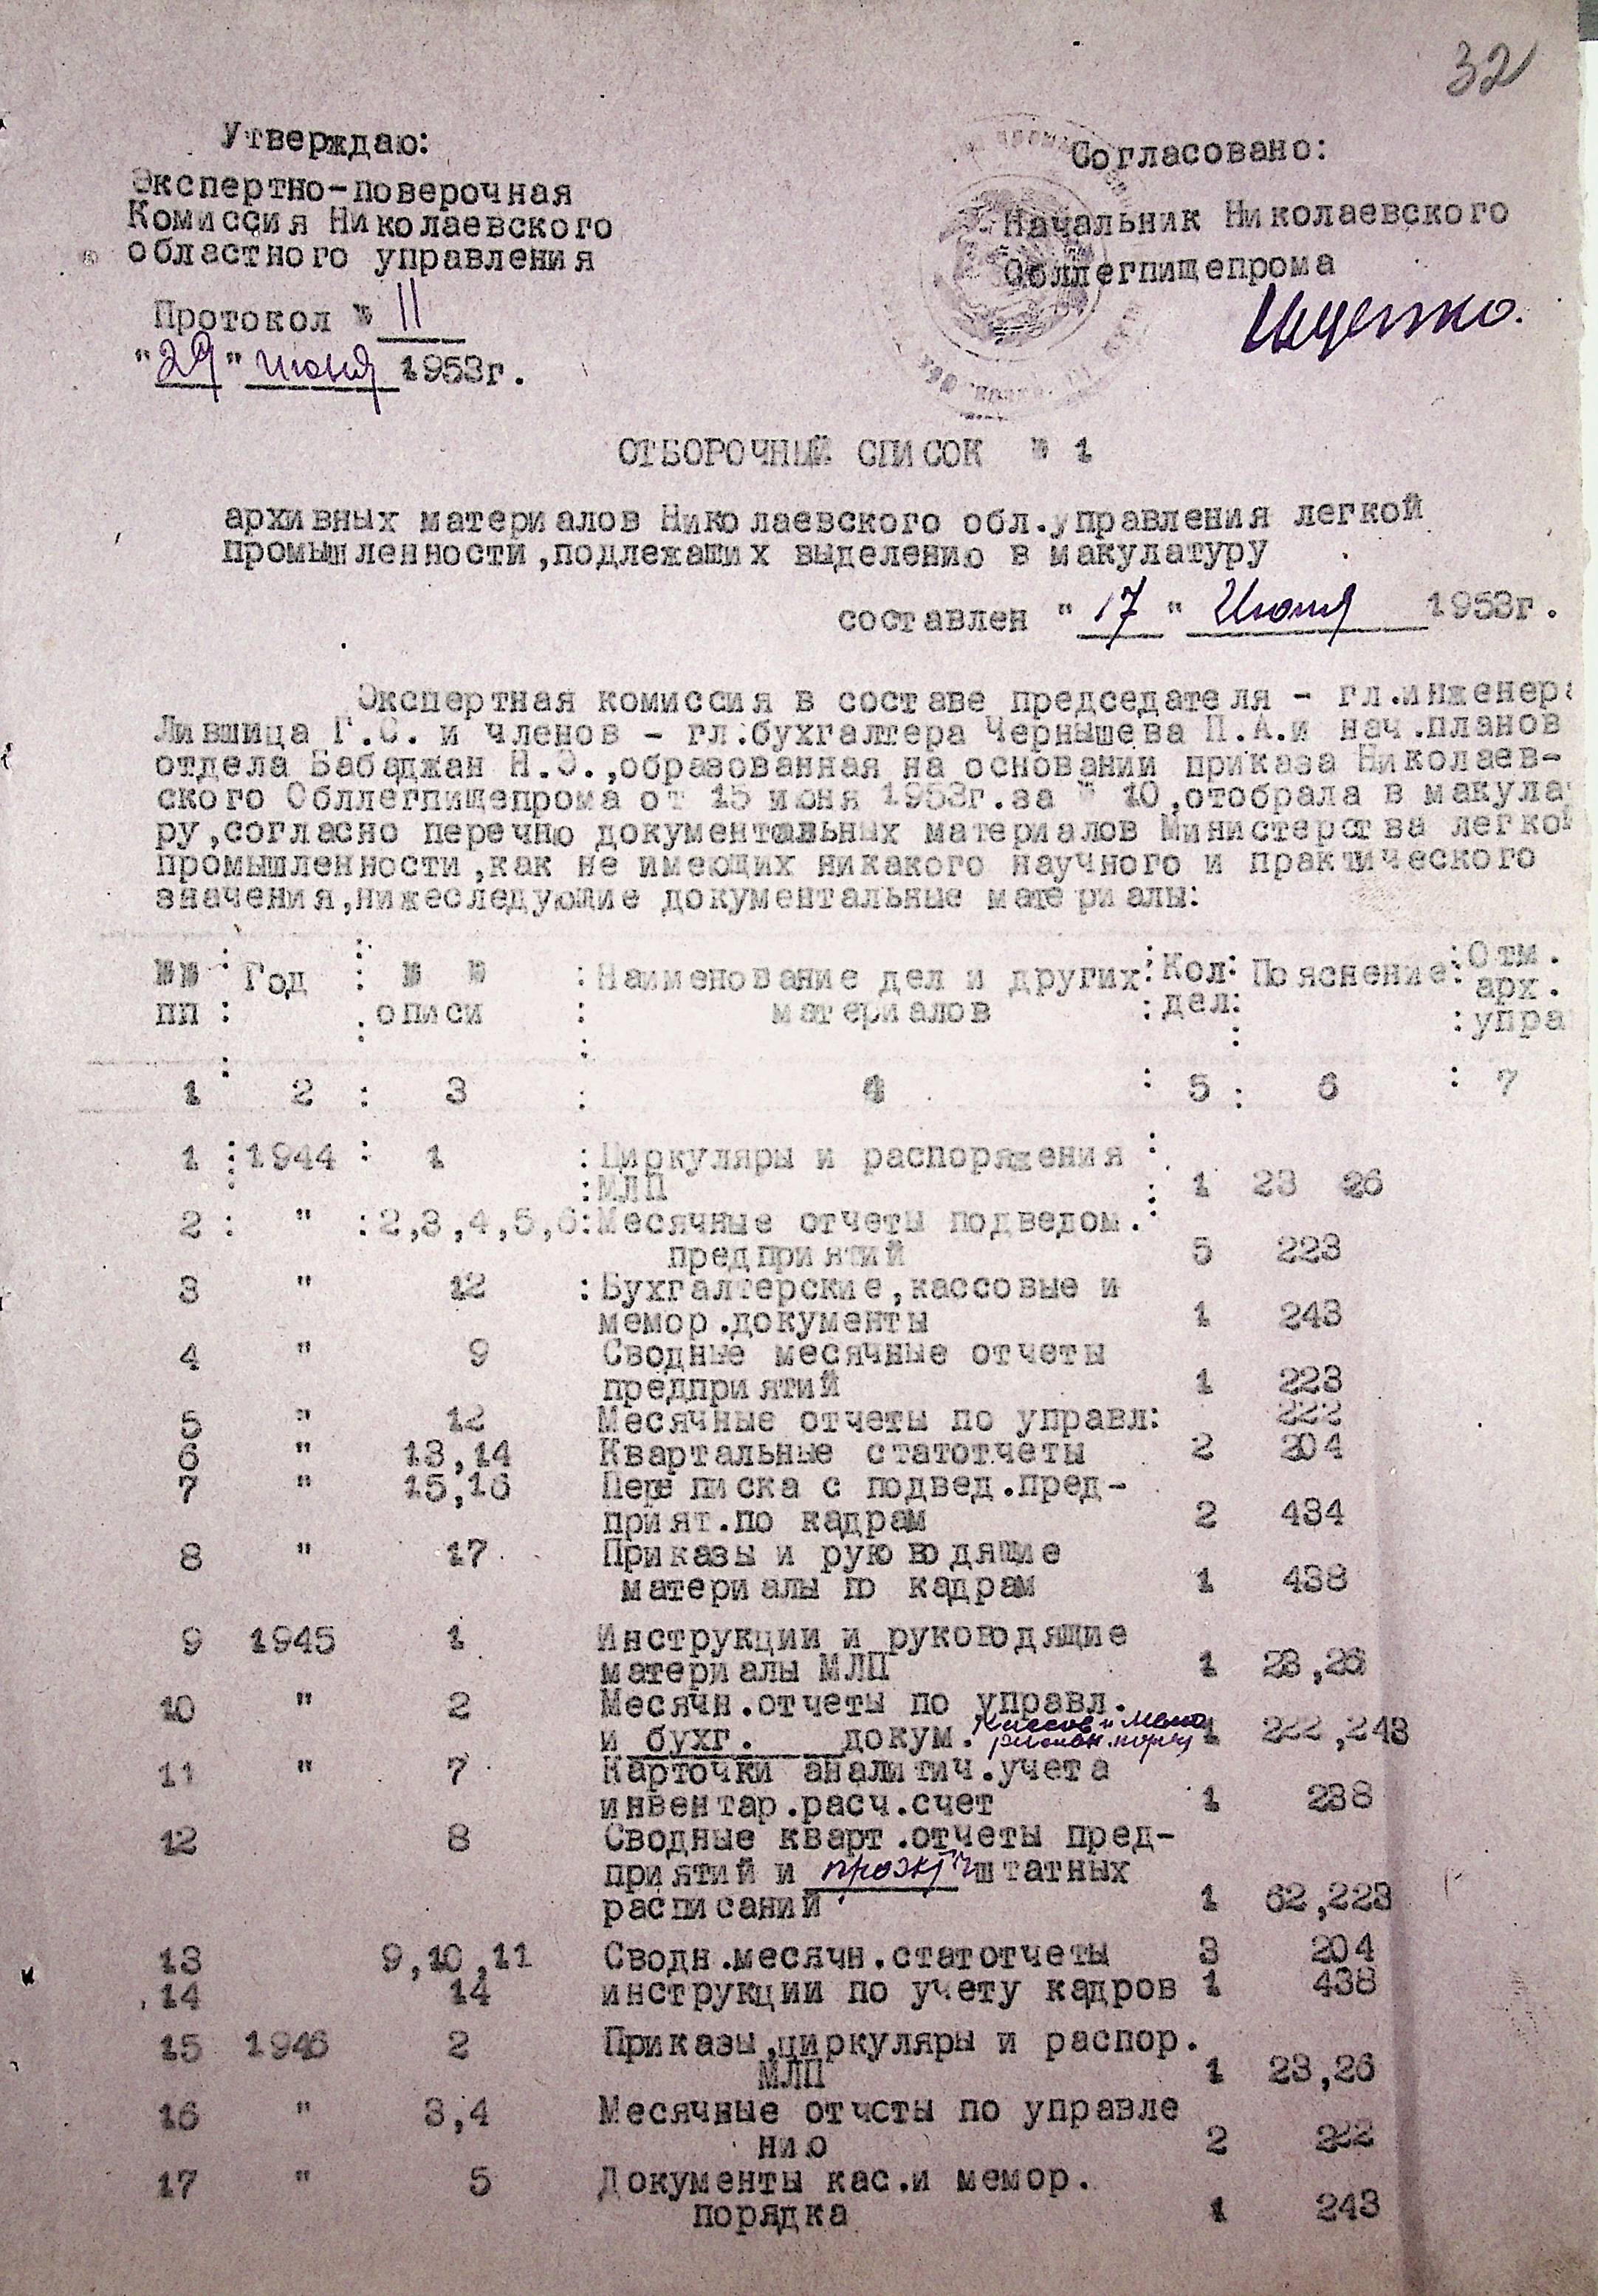 32
Утверждаю:
Экспертно-поверочная
Комиссия Николаевского
областного управления
Протокол № 11
"29" июня 1953г.
Согласовано:
Начальник Николаевского
Обллегпищепрома
ОТБОРОЧНЫЙ СПИСОК № 1
архивных материалов Николаевского обл.управления легкой
промышленности,подлежащих выделению в макулатуру
составлен "17" Июня 1953г.
Экспертная комиссия в составе председателя - гл.инженера
Лившица Г.С. и членов - гл.бухгалтера Чернышева П.А.и нач.планов
отдела Бабаджан Н.Э.,образованная на основании приказа Николаев-
ского Обллегпищепрома от 15 июня 1953г.за № 10,отобрала в макула
ру,согласно перечню документальных материалов Министерства легкой
промышленности,как не имеющих никакого научного и практического
значения,нижеследующие документальные материалы:
№№ : Год : № № : Наименование дел и других : Кол : Пояснение : Отм.
пп : : описи : материалов : дел: : арх.
: упра
1 2 : 3 : 4 : 5 : 6 : 7
1 : 1944 : 1 : Циркуляры и распоряжения :
: МЛП : 1 23 26
2 : " : 2,3,4,5,6: Месячные отчеты подведом. :
предприятий 5 223
3 " 12 : Бухгалтерские,кассовые и
мемор.документы 1 243
4 " 9 Сводные месячные отчеты
предприятий 1 223
5 " 12 Месячные отчеты по управл: 222
6 " 13,14 Квартальные статотчеты 2 204
7 " 15,16 Переписка с подвед.пред-
прият.по кадрам 2 434
8 " 17 Приказы и руководящие
материалы по кадрам 1 438
9 1945 1 Инструкции и руководящие
материалы МЛП 1 23,26
10 " 2 Месячн.отчеты по управл.
и бухг. докум. 1 222,243
11 " 7 Карточки аналитич.учета
инвентар.расч.счет 1 238
12 8 Сводные кварт.отчеты пред-
приятий и штатных
расписаний 1 62,223
13 9,10,11 Сводн.месячн.статотчеты 3 204
14 14 инструкции по учету кадров 1 438
15 1946 2 Приказы,циркуляры и распор.
МЛП 1 23,26
16 " 3,4 Месячные отчеты по управле
нию 2 222
17 " 5 Документы кас.и мемор.
порядка 1 243